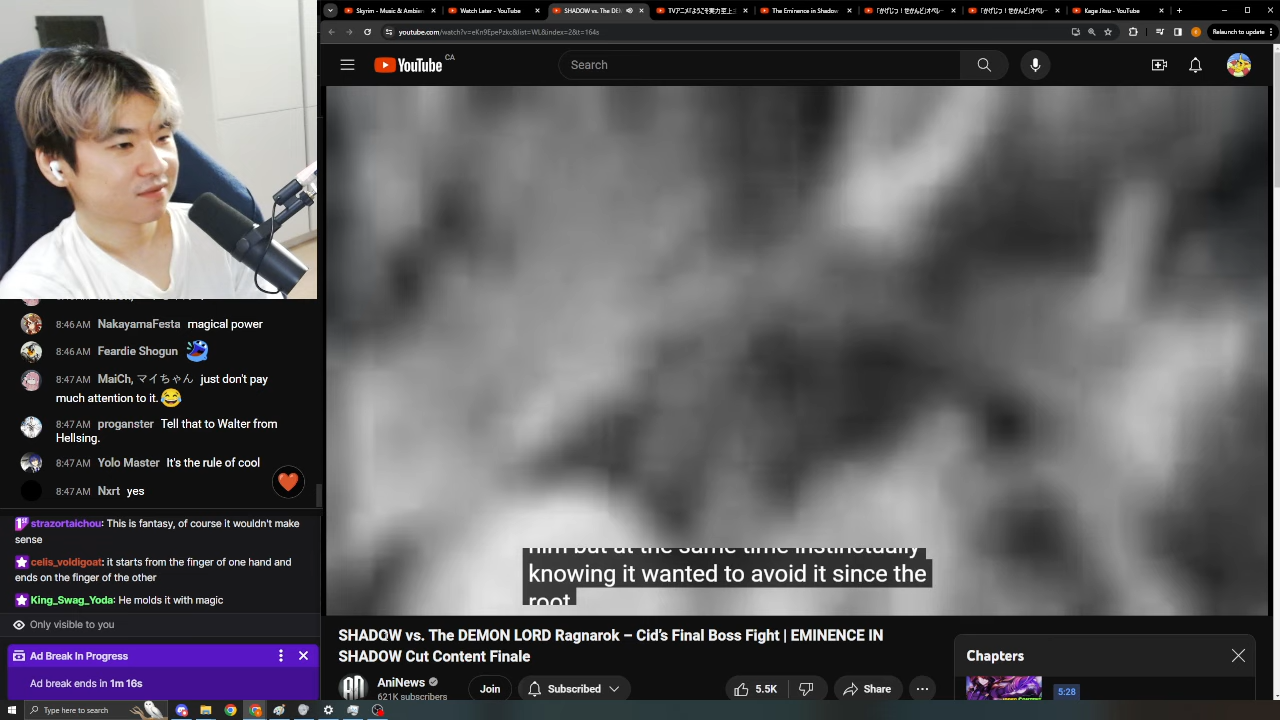 Skyrim - Music & Ambien
Watch Later - YouTube
SHADOW vs. The DEM
TVアニメ『ようこそ実力至上
The Eminence in Shadow
「かげじつ！せかんど」オペレ
「かげじつ！せかんど」オペレ
Kage Jitsu - YouTube
youtube.com/watch?v=eKn9EpePzkc&list=WL&index=2&t=164s
Relaunch to update
YouTube CA
Search
8:46 AM NakayamaFesta magical power
8:46 AM Feardie Shogun
8:47 AM MaiCh, マイちゃん just don't pay
much attention to it.
8:47 AM proganster Tell that to Walter from
Hellsing.
8:47 AM Yolo Master It's the rule of cool
8:47 AM Nxrt yes
strazortaichou: This is fantasy, of course it wouldn't make
sense
celis_voldigoat: it starts from the finger of one hand and
ends on the finger of the other
King_Swag_Yoda: He molds it with magic
Only visible to you
Ad Break In Progress
Ad break ends in 1m 16s
him but at the same time instinctually
knowing it wanted to avoid it since the
root
SHADOW vs. The DEMON LORD Ragnarok – Cid's Final Boss Fight | EMINENCE IN
SHADOW Cut Content Finale
AniNews
621K subscribers
Join
Subscribed
5.5K
Share
Chapters
5:28
Type here to search